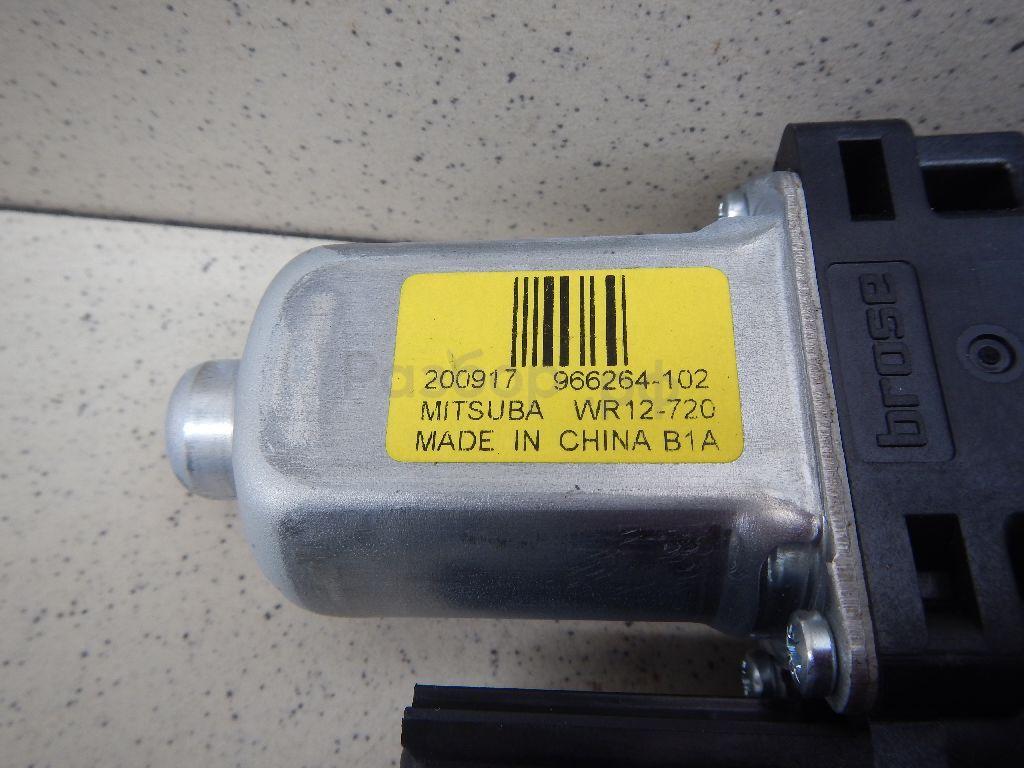 200917 966264-102
MITSUBA WR12-720
MADE IN CHINA B1A
brose